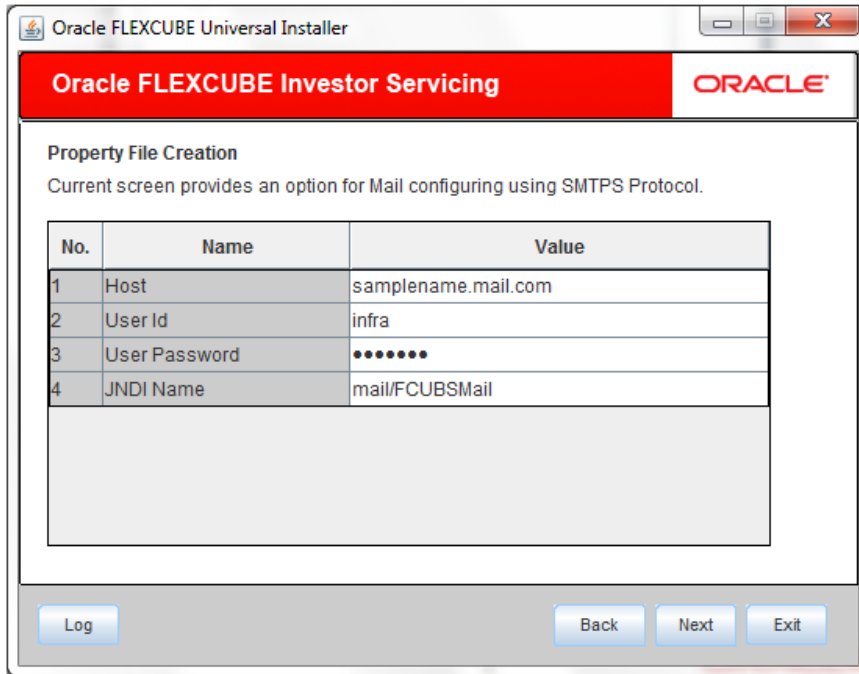 Oracle FLEXCUBE Universal Installer
Oracle FLEXCUBE Investor Servicing
ORACLE
Property File Creation
Current screen provides an option for Mail configuring using SMTPS Protocol.
No. Name Value
1 Host samplename.mail.com
2 User Id infra
3 User Password •••••••
4 JNDI Name mail/FCUBSMail
Log Back Next Exit